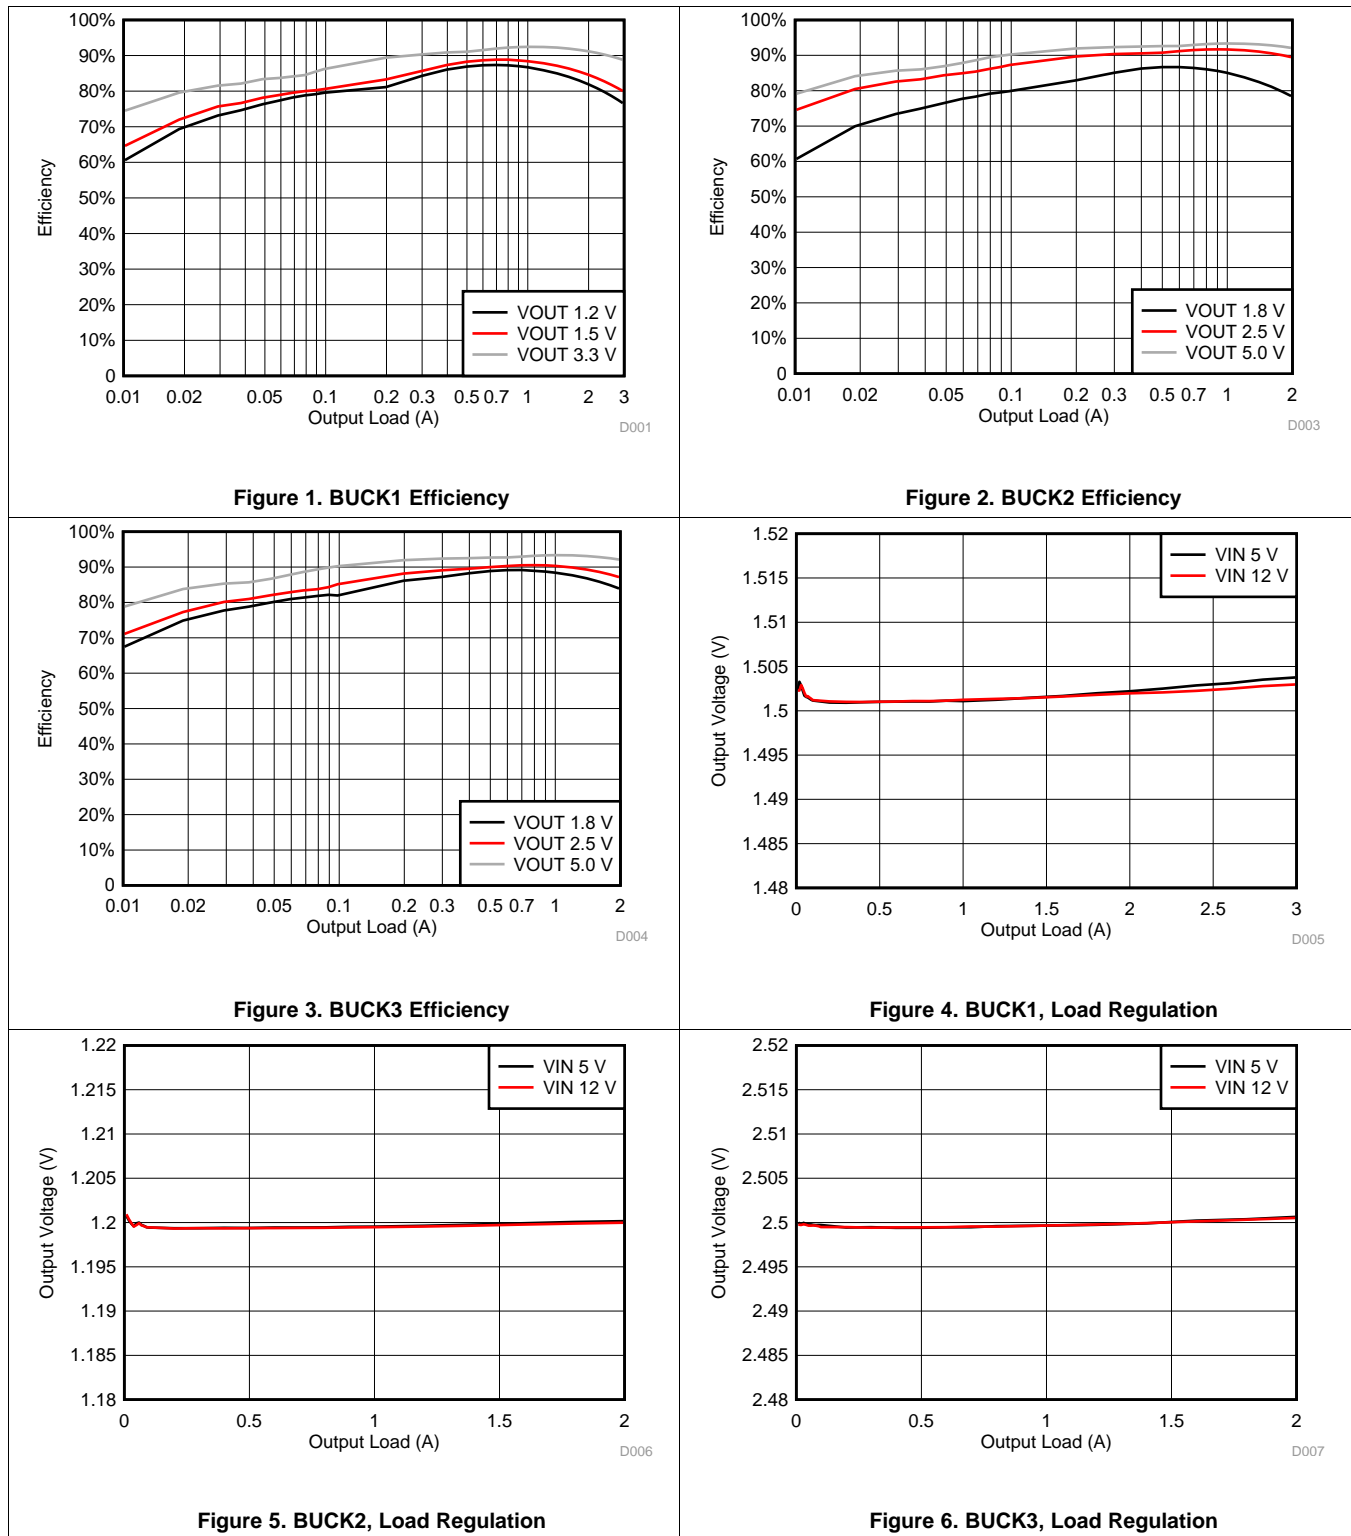 100%
90%
80%
70%
60%
50%
40%
30%
20%
10%
0
Efficiency
VOUT 1.2 V
VOUT 1.5 V
VOUT 3.3 V
0.01 0.02 0.05 0.1 0.2 0.3 0.5 0.7 1 2 3
Output Load (A)
D001
Figure 1. BUCK1 Efficiency
100%
90%
80%
70%
60%
50%
40%
30%
20%
10%
0
Efficiency
VOUT 1.8 V
VOUT 2.5 V
VOUT 5.0 V
0.01 0.02 0.05 0.1 0.2 0.3 0.5 0.7 1 2
Output Load (A)
D003
Figure 2. BUCK2 Efficiency
100%
90%
80%
70%
60%
50%
40%
30%
20%
10%
0
Efficiency
VOUT 1.8 V
VOUT 2.5 V
VOUT 5.0 V
0.01 0.02 0.05 0.1 0.2 0.3 0.5 0.7 1 2
Output Load (A)
D004
Figure 3. BUCK3 Efficiency
1.52
1.515
1.51
1.505
1.5
1.495
1.49
1.485
1.48
Output Voltage (V)
VIN 5 V
VIN 12 V
0 0.5 1 1.5 2 2.5 3
Output Load (A)
D005
Figure 4. BUCK1, Load Regulation
1.22
1.215
1.21
1.205
1.2
1.195
1.19
1.185
1.18
Output Voltage (V)
VIN 5 V
VIN 12 V
0 0.5 1 1.5 2
Output Load (A)
D006
Figure 5. BUCK2, Load Regulation
2.52
2.515
2.51
2.505
2.5
2.495
2.49
2.485
2.48
Output Voltage (V)
VIN 5 V
VIN 12 V
0 0.5 1 1.5 2
Output Load (A)
D007
Figure 6. BUCK3, Load Regulation